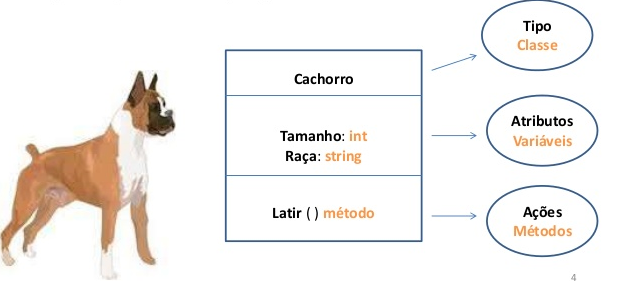 Cachorro
Tamanho: int
Raça: string
Latir ( ) método
Tipo
Classe
Atributos
Variáveis
Ações
Métodos
4